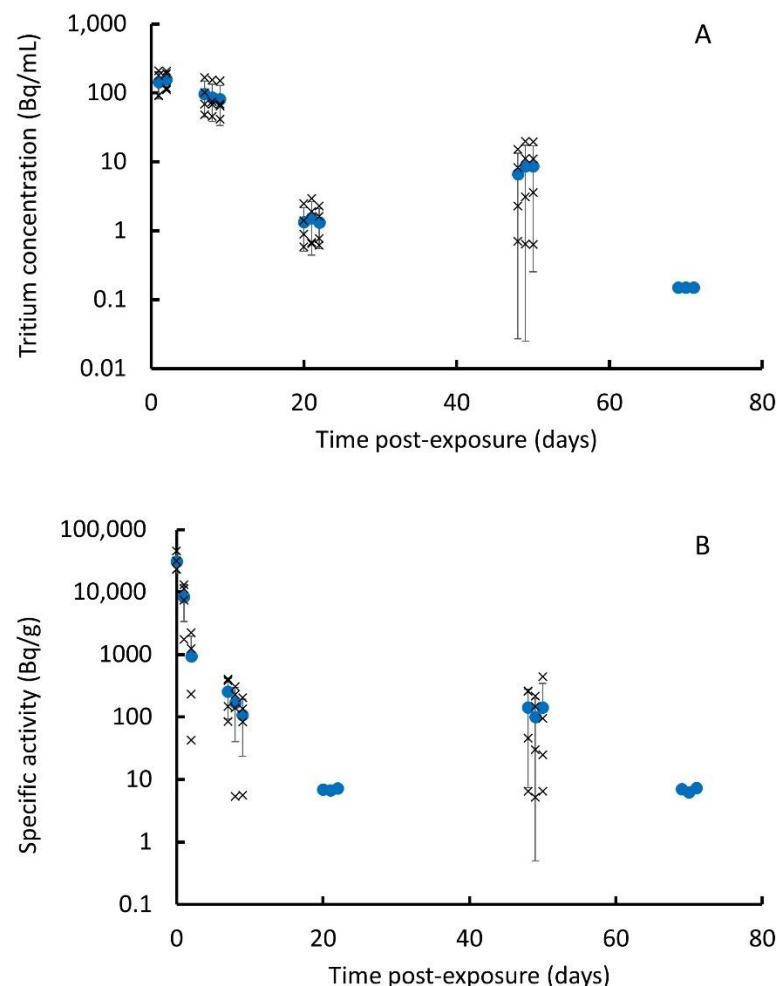 A
1,000
100
10
1
0.1
0.01
0 20 40 60 80
Tritium concentration (Bq/mL)
Time post-exposure (days)
B
100,000
10,000
1000
100
10
1
0.1
0 20 40 60 80
Specific activity (Bq/g)
Time post-exposure (days)